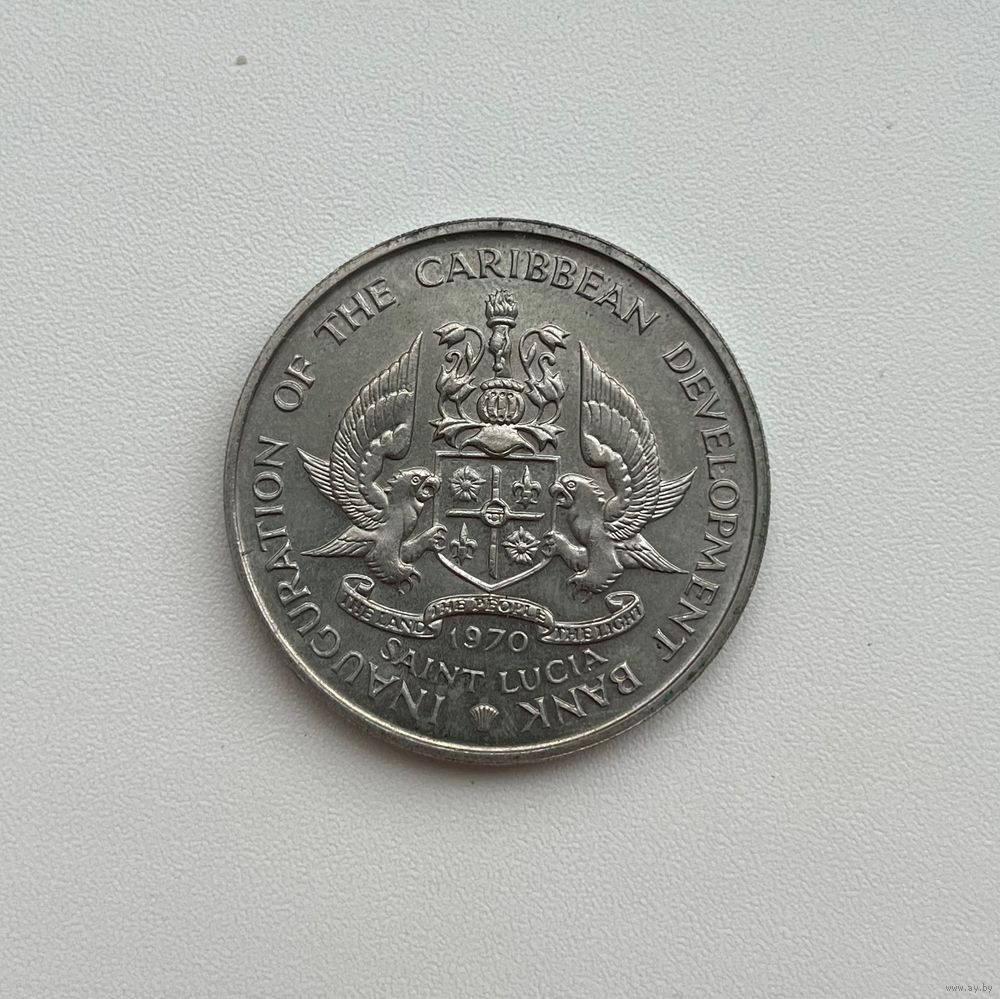 INAUGURATION OF THE CARIBBEAN DEVELOPMENT BANK
THE LAND THE PEOPLE THE LIGHT
1970
SAINT LUCIA
www.ay.by